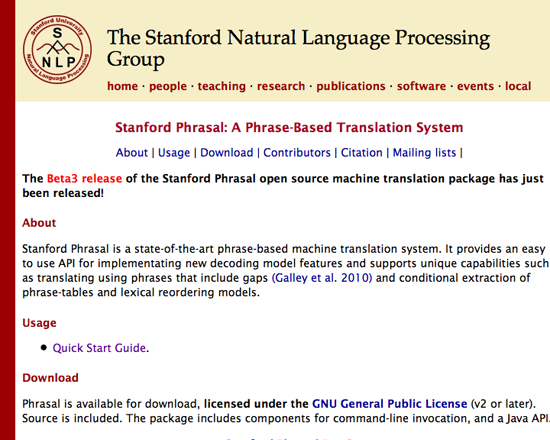 Stanford University
S
NLP
Natural Language Processing
The Stanford Natural Language Processing
Group
home · people · teaching · research · publications · software · events · local
Stanford Phrasal: A Phrase-Based Translation System
About | Usage | Download | Contributors | Citation | Mailing lists |
The Beta3 release of the Stanford Phrasal open source machine translation package has just
been released!
About
Stanford Phrasal is a state-of-the-art phrase-based machine translation system. It provides an easy
to use API for implementating new decoding model features and supports unique capabilities such
as translating using phrases that include gaps (Galley et al. 2010) and conditional extraction of
phrase-tables and lexical reordering models.
Usage
• Quick Start Guide.
Download
Phrasal is available for download, licensed under the GNU General Public License (v2 or later).
Source is included. The package includes components for command-line invocation, and a Java API.